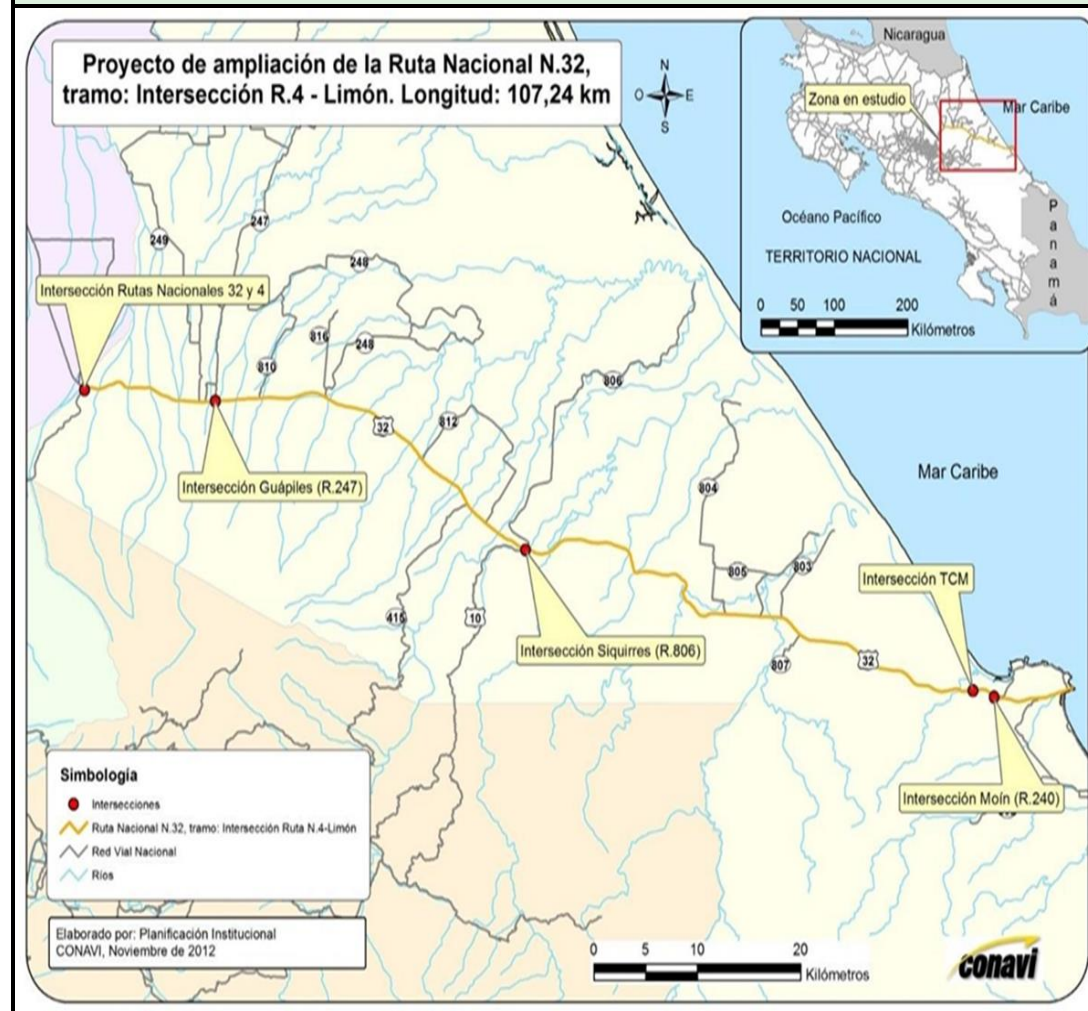 Proyecto de ampliación de la Ruta Nacional N.32,
tramo: Intersección R.4 - Limón. Longitud: 107,24 km
N
O
E
S
Nicaragua
Zona en estudio
Mar Caribe
Océano Pacífico
TERRITORIO NACIONAL
Panamá
0 50 100 200
Kilómetros
249
247
248
Intersección Rutas Nacionales 32 y 4
816
248
810
806
32
812
Intersección Guápiles (R.247)
Mar Caribe
804
805
803
Intersección TCM
415
10
Intersección Siquirres (R.806)
807
32
Intersección Moín (R.240)
Simbología
Intersecciones
Ruta Nacional N.32, tramo: Intersección Ruta N.4-Limón
Red Vial Nacional
Ríos
Elaborado por: Planificación Institucional
CONAVI, Noviembre de 2012
0 5 10 20
Kilómetros
conavi